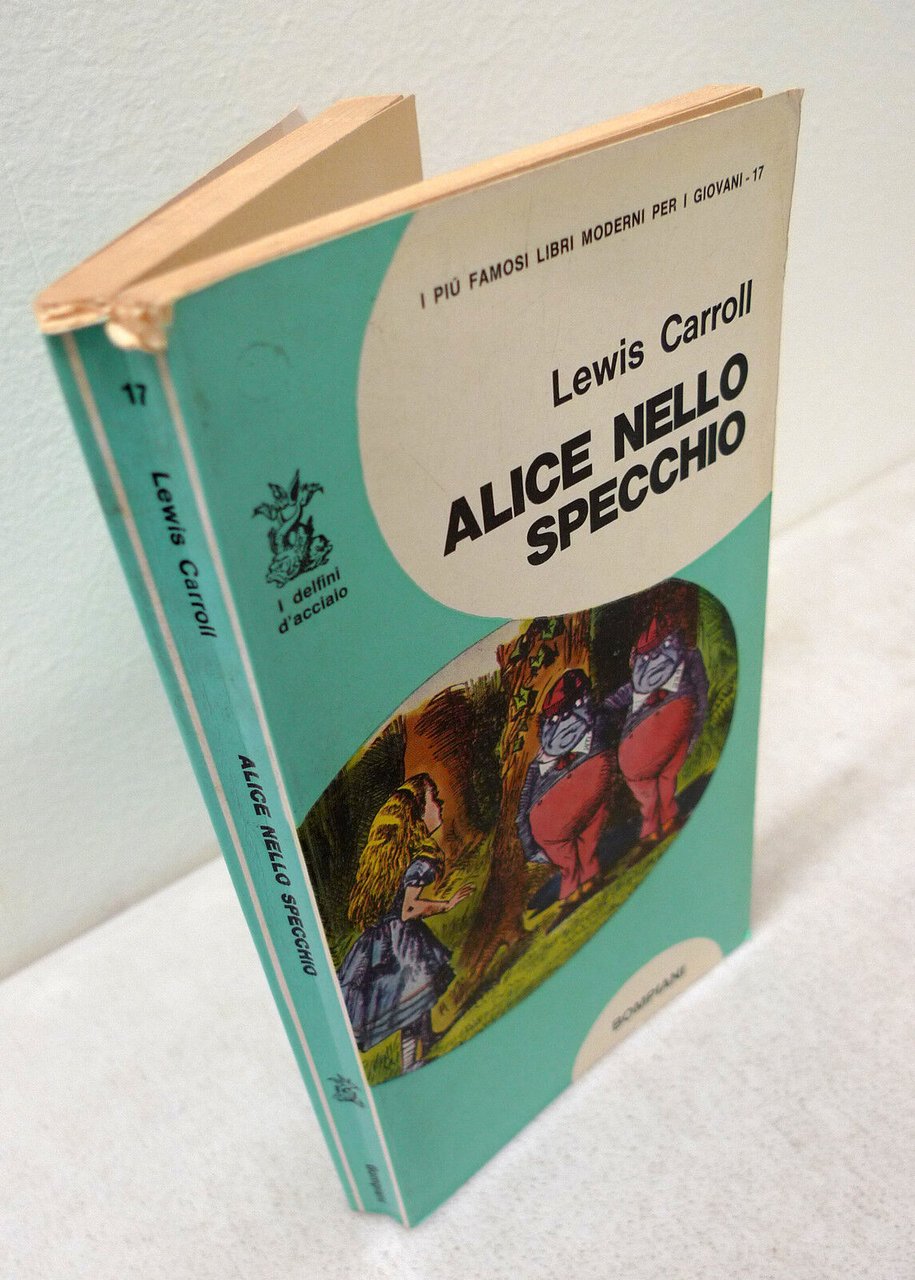 I PIÙ FAMOSI LIBRI MODERNI PER I GIOVANI - 17
Lewis Carroll
ALICE NELLO
SPECCHIO
I delfini
d'acciaio
BOMPIANI
17
Lewis Carroll
ALICE NELLO SPECCHIO
Bompiani